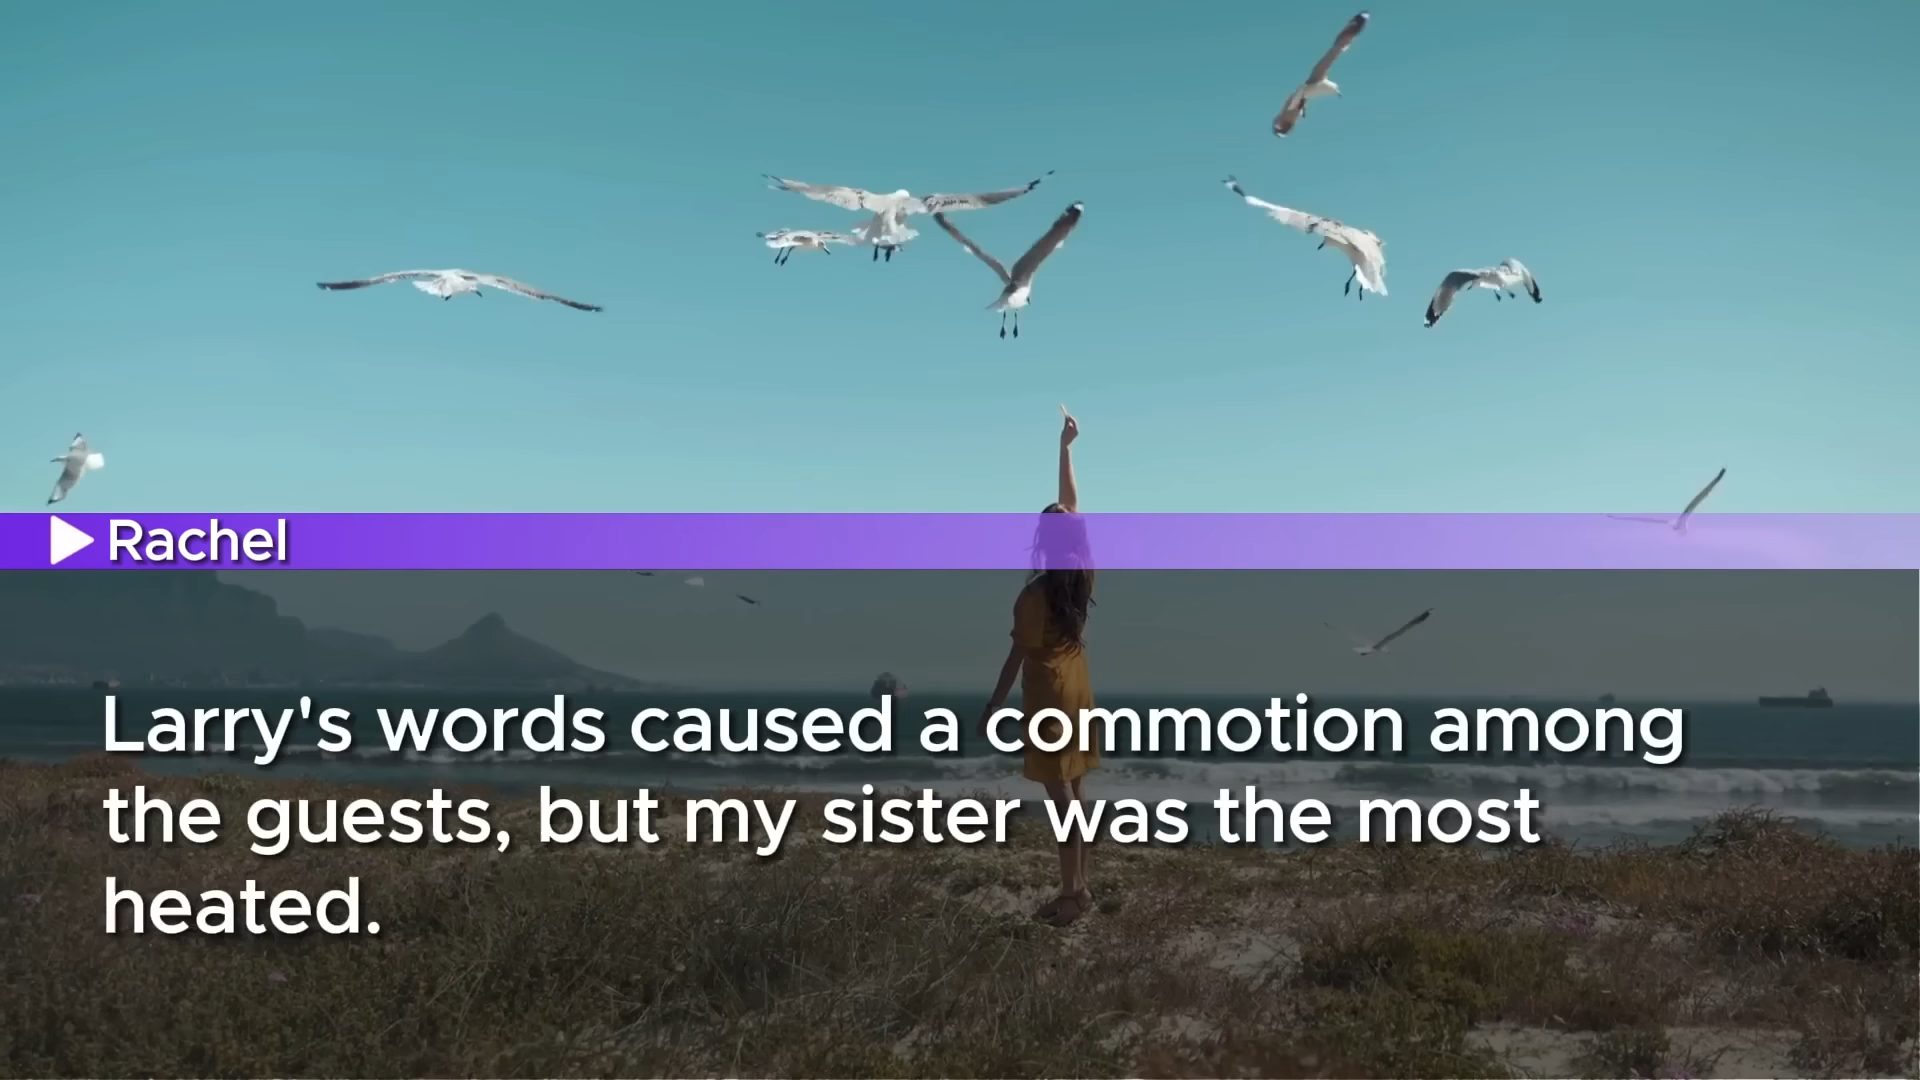 Rachel
Larry's words caused a commotion among
the guests, but my sister was the most
heated.